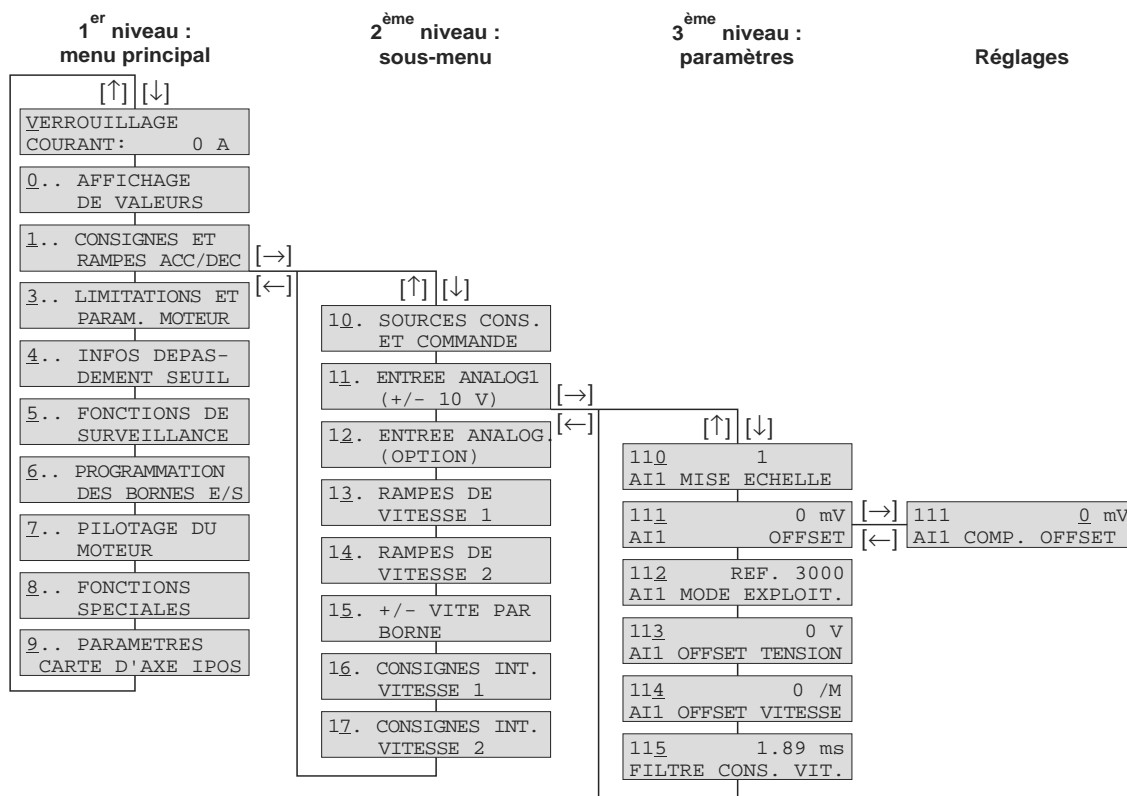 1er niveau :
menu principal
2ème niveau :
sous-menu
3ème niveau :
paramètres
Réglages
[↑] [↓]
VERROUILLAGE
COURANT: 0 A
0.. AFFICHAGE
DE VALEURS
1.. CONSIGNES ET
RAMPES ACC/DEC
[→]
[←]
3.. LIMITATIONS ET
PARAM. MOTEUR
4.. INFOS DEPAS-
DEMENT SEUIL
5.. FONCTIONS DE
SURVEILLANCE
6.. PROGRAMMATION
DES BORNES E/S
7.. PILOTAGE DU
MOTEUR
8.. FONCTIONS
SPECIALES
9.. PARAMETRES
CARTE D'AXE IPOS
[↑] [↓]
10. SOURCES CONS.
ET COMMANDE
11. ENTREE ANALOG1
(+/- 10 V)
[→]
[←]
12. ENTREE ANALOG.
(OPTION)
13. RAMPES DE
VITESSE 1
14. RAMPES DE
VITESSE 2
15. +/- VITE PAR
BORNE
16. CONSIGNES INT.
VITESSE 1
17. CONSIGNES INT.
VITESSE 2
[↑] [↓]
110 1
AI1 MISE ECHELLE
111 0 mV
AI1 OFFSET
[→]
[←]
112 REF. 3000
AI1 MODE EXPLOIT.
113 0 V
AI1 OFFSET TENSION
114 0 /M
AI1 OFFSET VITESSE
115 1.89 ms
FILTRE CONS. VIT.
111 0 mV
AI1 COMP. OFFSET